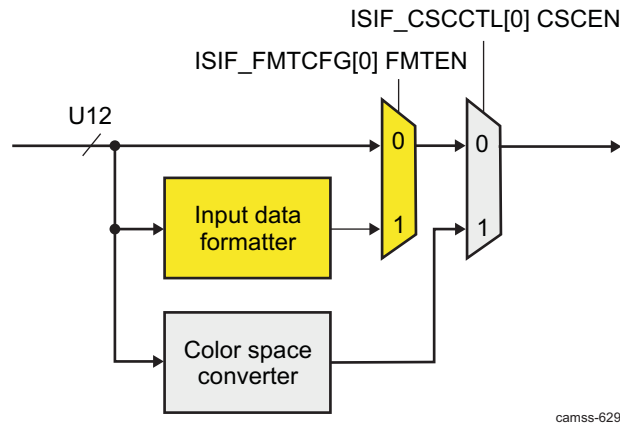 ISIF_CSCCTL[0] CSCEN
ISIF_FMTCFG[0] FMTEN
U12
0
0
Input data
formatter
1
1
Color space
converter
camss-629